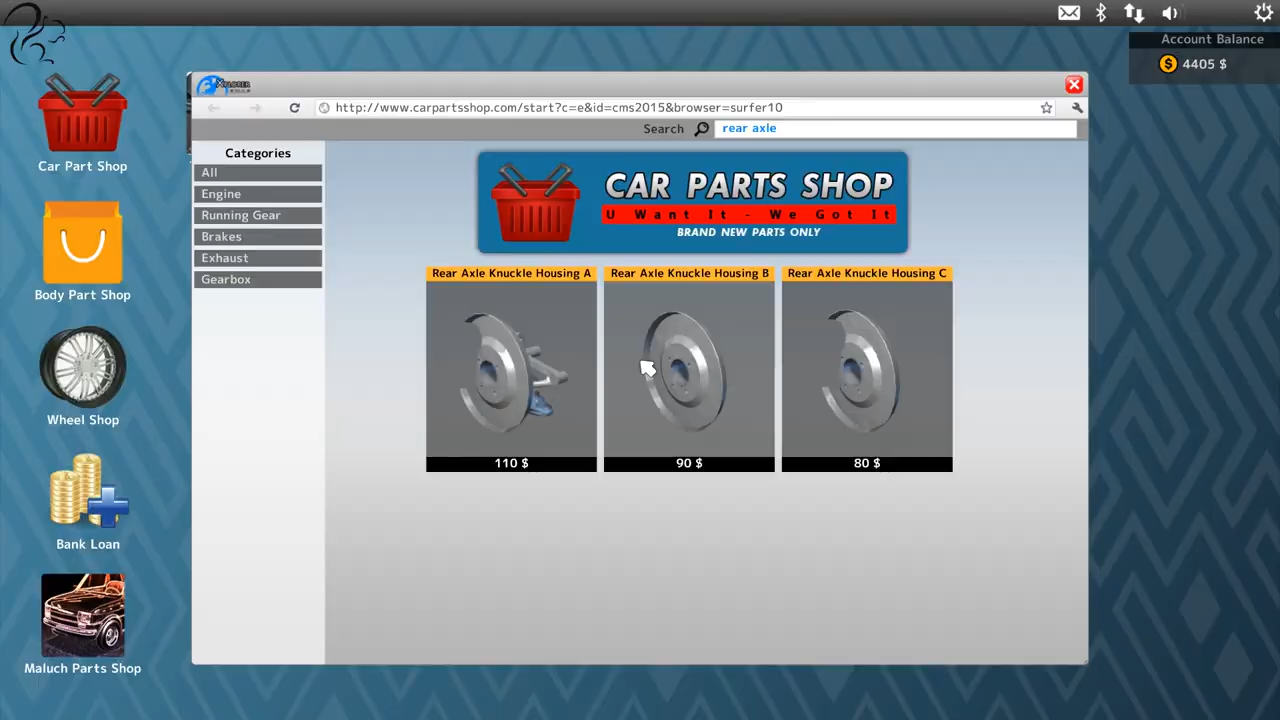 Account Balance
4405 $
Car Part Shop
Body Part Shop
Wheel Shop
Bank Loan
Maluch Parts Shop
http://www.carpartsshop.com/start?c=e&id=cms2015&browser=surfer10
Search
rear axle
Categories
All
Engine
Running Gear
Brakes
Exhaust
Gearbox
CAR PARTS SHOP
U Want It - We Got It
BRAND NEW PARTS ONLY
Rear Axle Knuckle Housing A
110 $
Rear Axle Knuckle Housing B
90 $
Rear Axle Knuckle Housing C
80 $